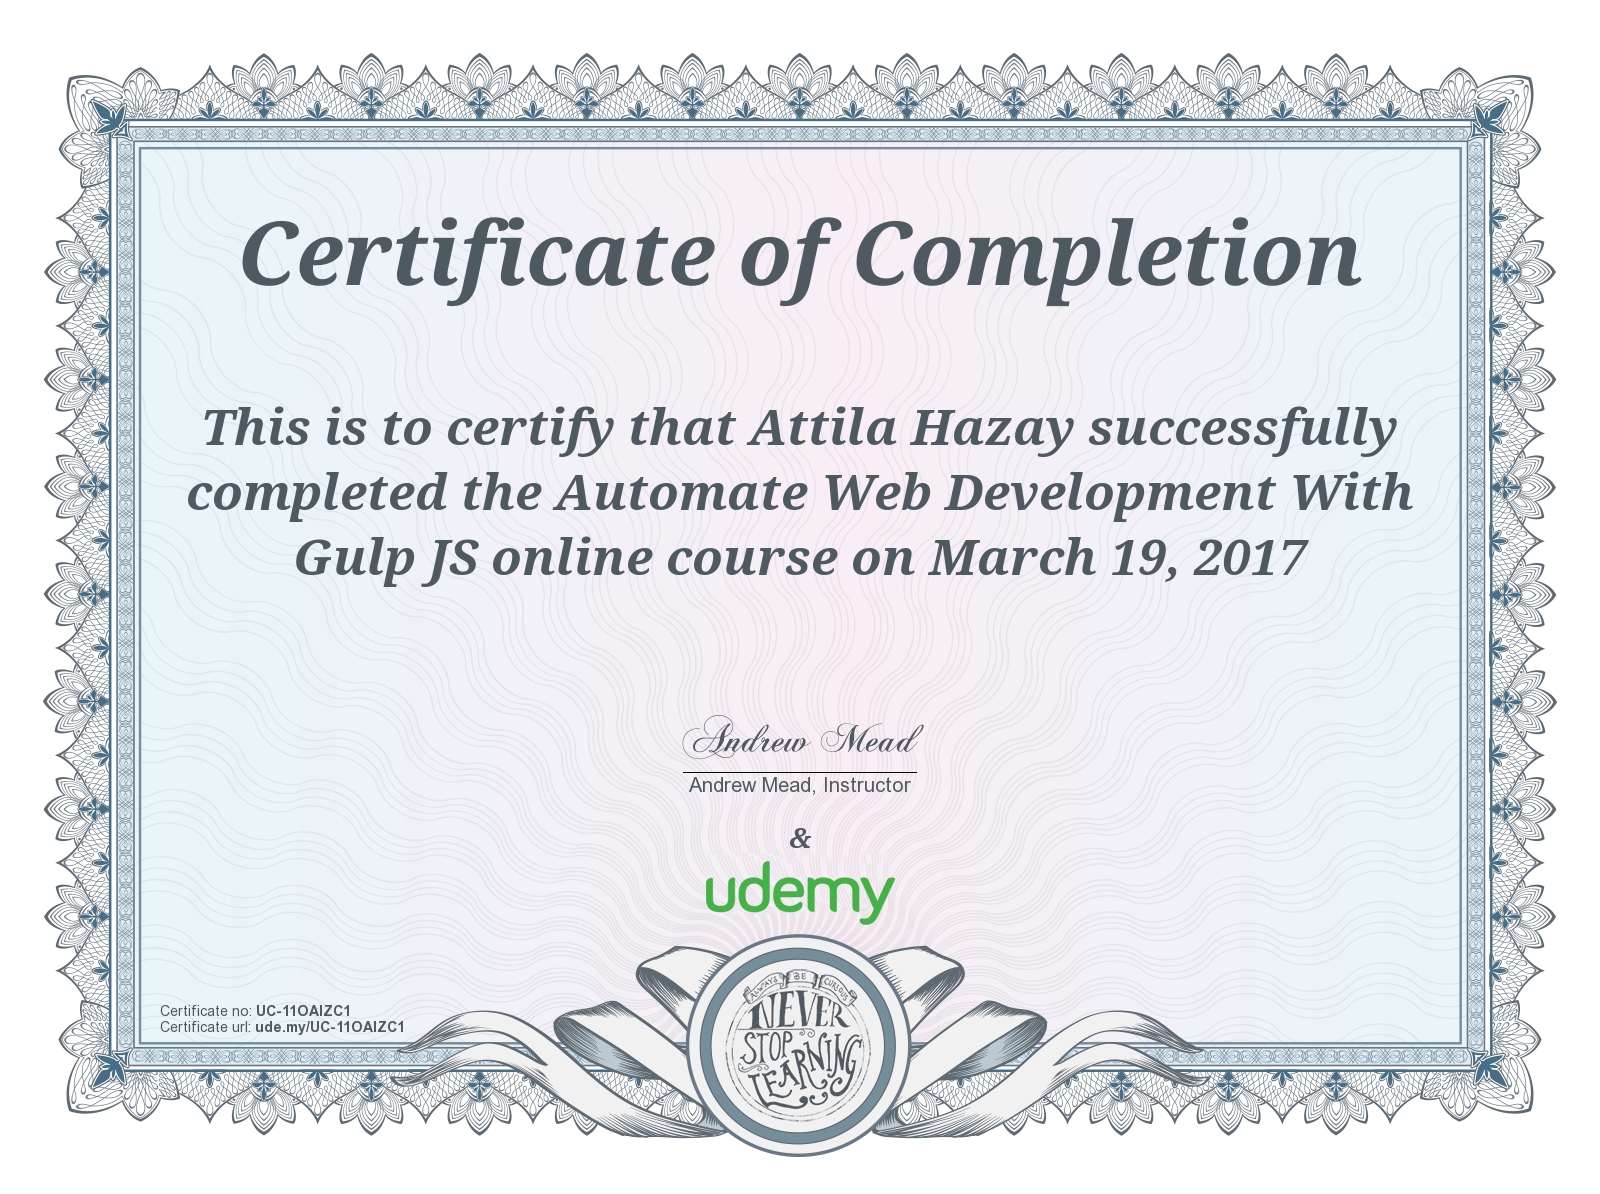 Certificate of Completion
This is to certify that Attila Hazay successfully
completed the Automate Web Development With
Gulp JS online course on March 19, 2017
Andrew Mead
Andrew Mead, Instructor
&
udemy
Certificate no: UC-11OAIZC1
Certificate url: ude.my/UC-11OAIZC1
ALWAYS BE CURIOUS
NEVER
STOP
LEARNING